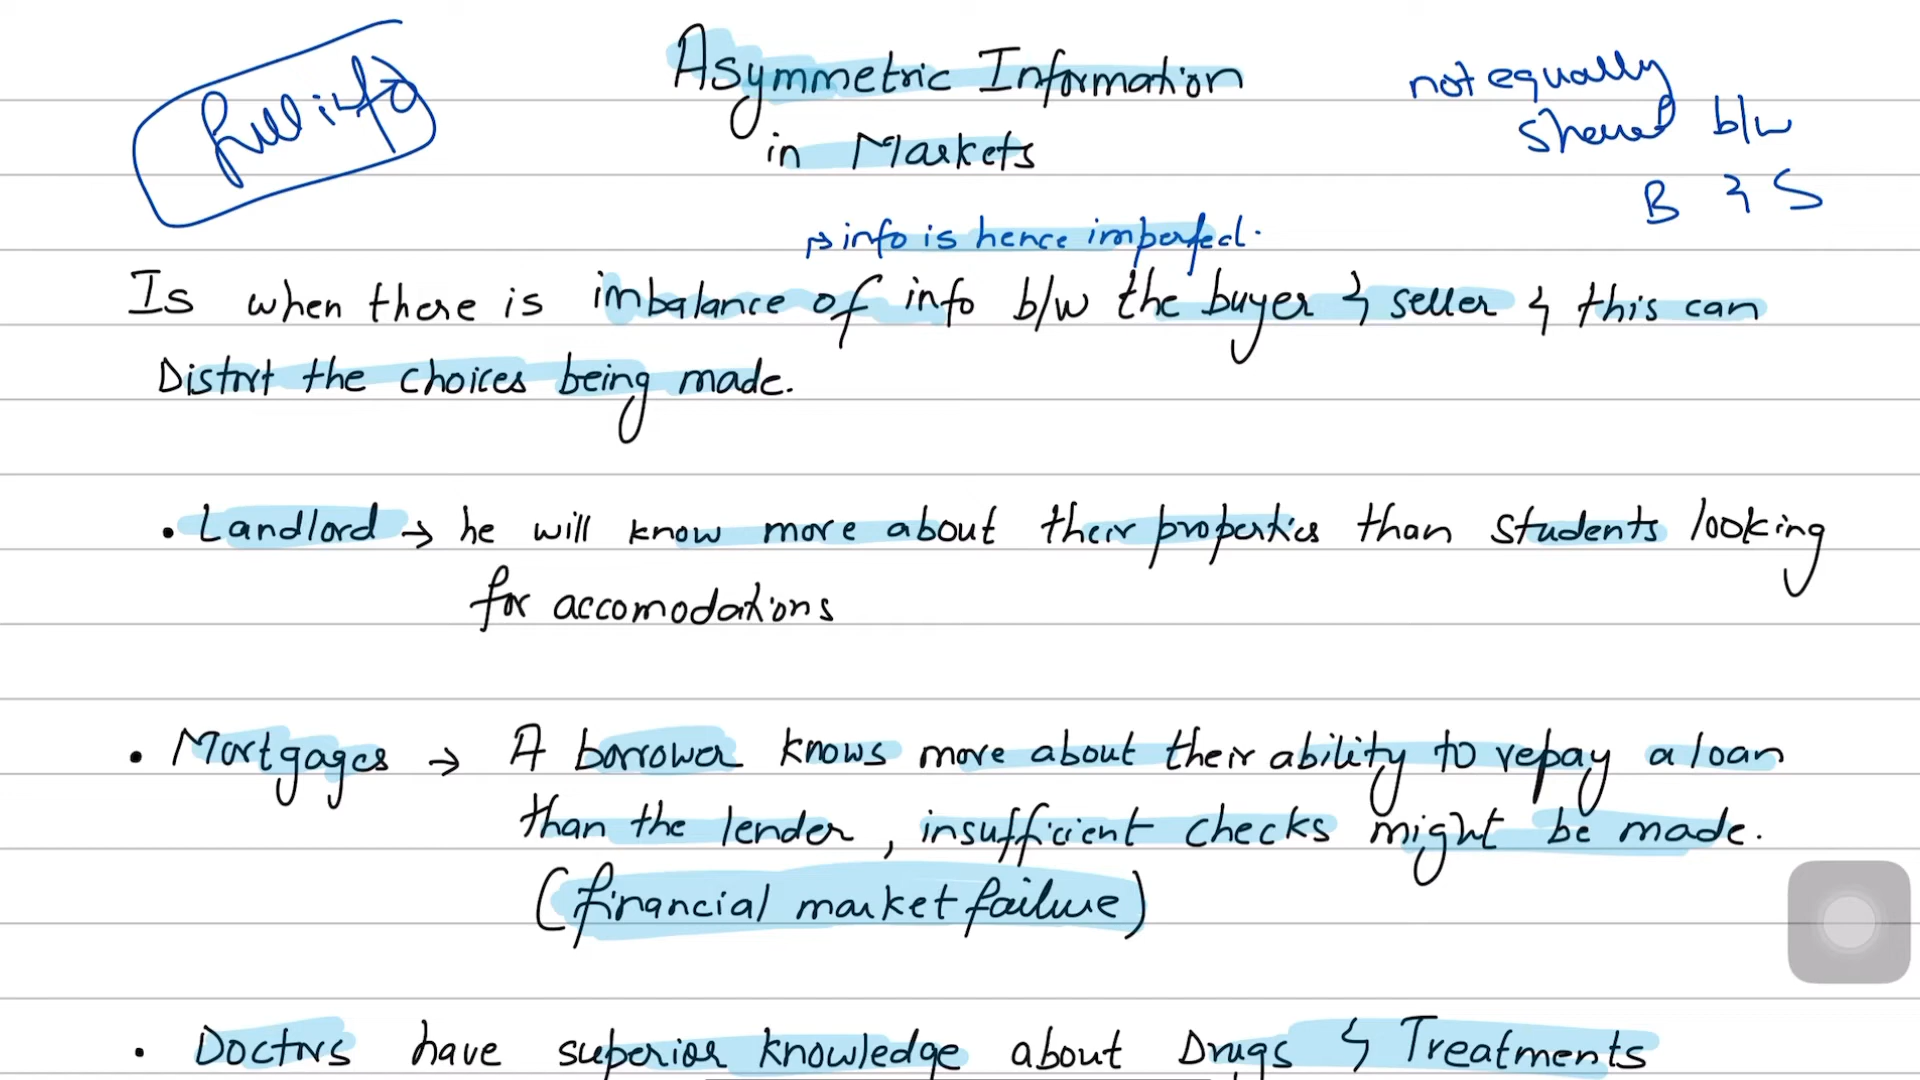 full info
Asymmetric Information
in Markets
not equally
shared b/w
B & S
→ info is hence imperfect.
Is when there is imbalance of info b/w the buyer & seller & this can
Distort the choices being made.
• Landlord → he will know more about their properties than students looking
for accomodations
• Mortgages → A borrower knows more about their ability to repay a loan
than the lender, insufficient checks might be made.
(financial market failure)
• Doctors have superior knowledge about Drugs & Treatments